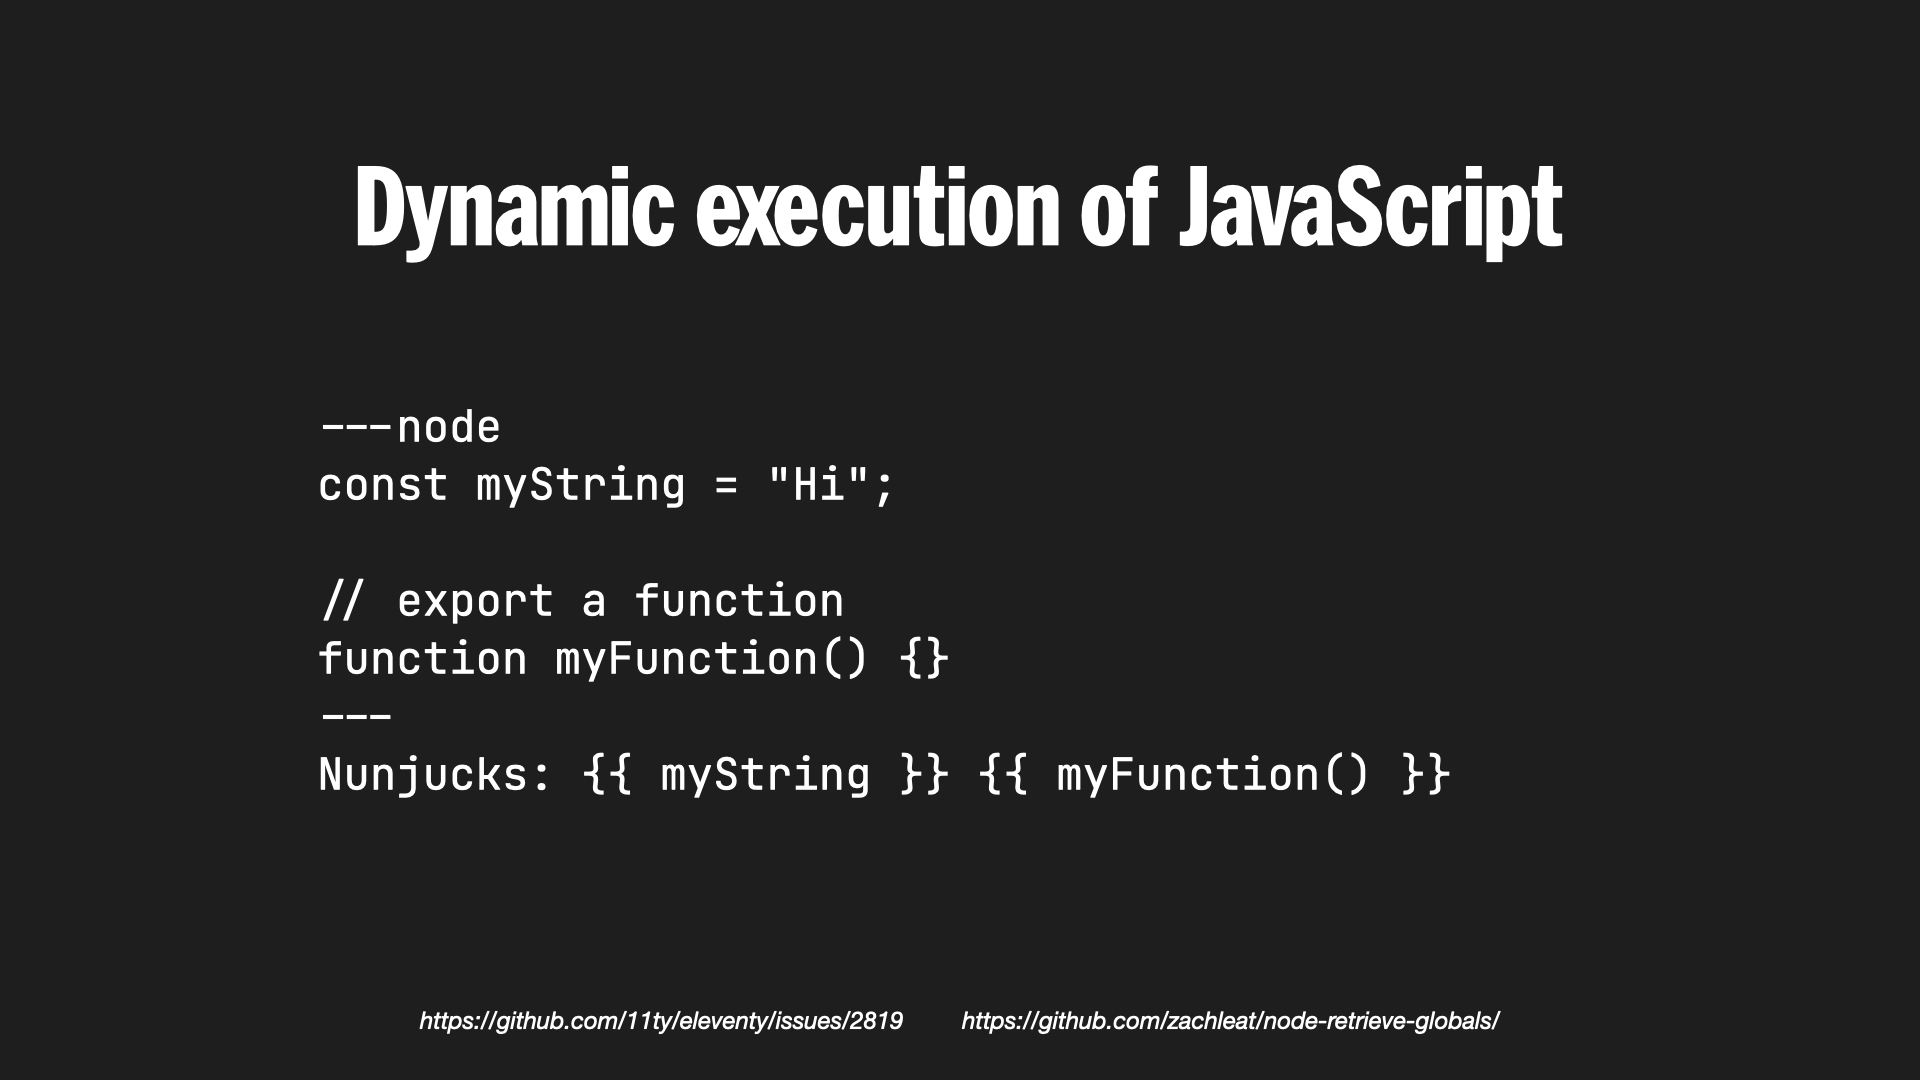 Dynamic execution of JavaScript
---node
const myString = "Hi";
// export a function
function myFunction() {}
---
Nunjucks: {{ myString }} {{ myFunction() }}
https://github.com/11ty/eleventy/issues/2819 https://github.com/zachleat/node-retrieve-globals/